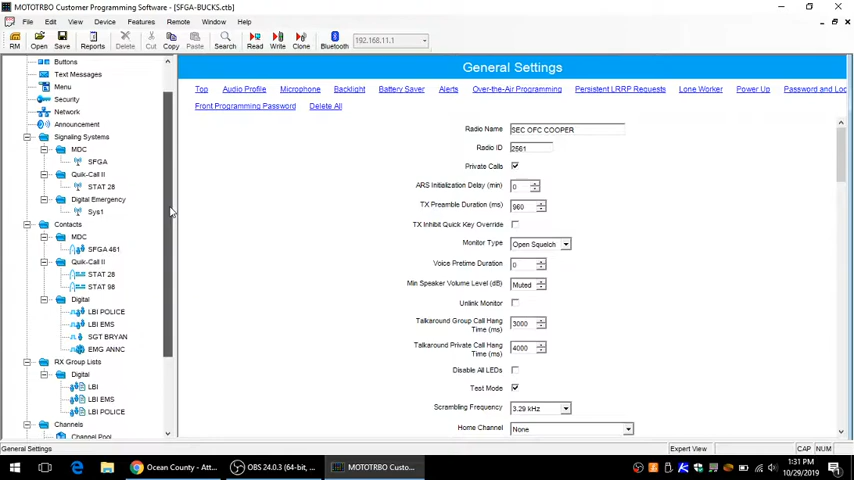 MOTOTRBO Customer Programming Software - [SFGA-BUCKS.ctb]
File Edit View Device Features Remote Window Help
RM Open Save Reports Delete Cut Copy Paste Search Read Write Clone Bluetooth 192.168.11.1
Buttons
Text Messages
Menu
Security
Network
Announcement
Signaling Systems
MDC
SFGA
Quik-Call II
STAT 28
Digital Emergency
Sys1
Contacts
MDC
SFGA 461
Quik-Call II
STAT 28
STAT 98
Digital
LBI POLICE
LBI EMS
SGT BRYAN
EMG ANNC
RX Group Lists
Digital
LBI
LBI EMS
LBI POLICE
Channels
Channel Pool
General Settings
Top Audio Profile Microphone Backlight Battery Saver Alerts Over-the-Air Programming Persistent LRRP Requests Lone Worker Power Up Password and Loc
Front Programming Password Delete All
Radio Name SEC OFC COOPER
Radio ID 2561
Private Calls
ARS Initialization Delay (min) 0
TX Preamble Duration (ms) 960
TX Inhibit Quick Key Override
Monitor Type Open Squelch
Voice Pretime Duration 0
Min Speaker Volume Level (dB) Muted
Unlink Monitor
Talkaround Group Call Hang
Time (ms) 3000
Talkaround Private Call Hang
Time (ms) 4000
Disable All LEDs
Test Mode
Scrambling Frequency 3.29 kHz
Home Channel None
General Settings Expert View CAP NUM
Ocean County - Att... OBS 24.0.3 (64-bit, ... MOTOTRBO Custo... 1:31 PM
10/29/2019